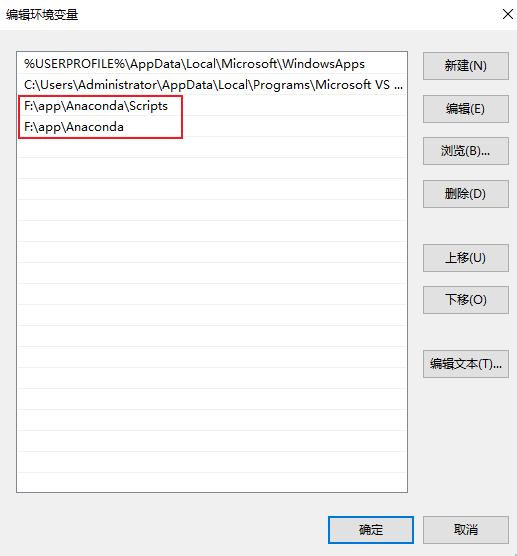 编辑环境变量
%USERPROFILE%\AppData\Local\Microsoft\WindowsApps
C:\Users\Administrator\AppData\Local\Programs\Microsoft VS ...
F:\app\Anaconda\Scripts
F:\app\Anaconda
新建(N)
编辑(E)
浏览(B)...
删除(D)
上移(U)
下移(O)
编辑文本(T)...
确定
取消